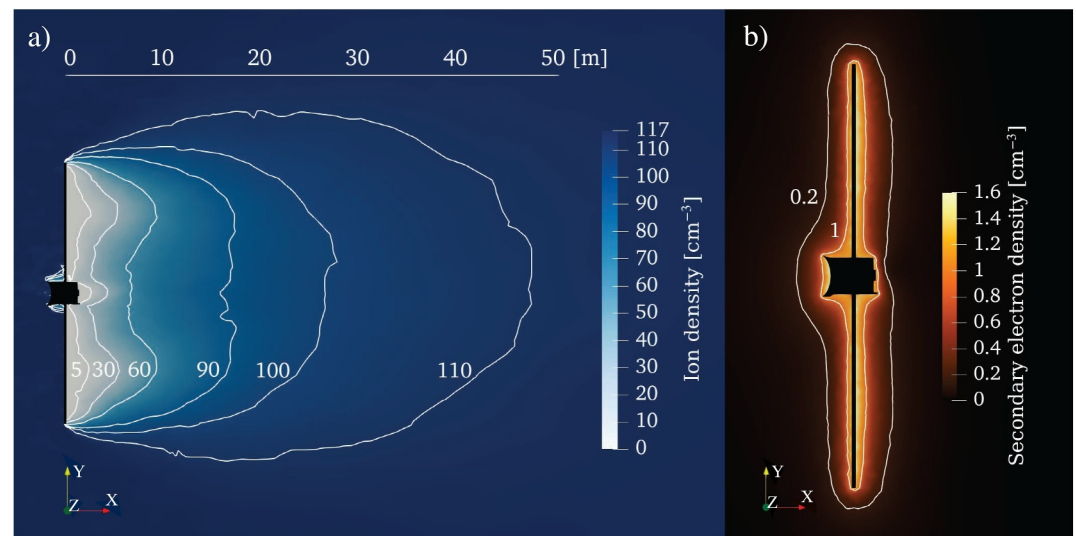 a)
0 10 20 30 40 50 [m]
117
110
100
90
80
70
60
50
40
30
20
10
0
Ion density [cm⁻³]
5 30 60 90 100 110
Y
Z X
b)
0.2
1
1.6
1.4
1.2
1
0.8
0.6
0.4
0.2
0
Secondary electron density [cm⁻³]
Y
Z X